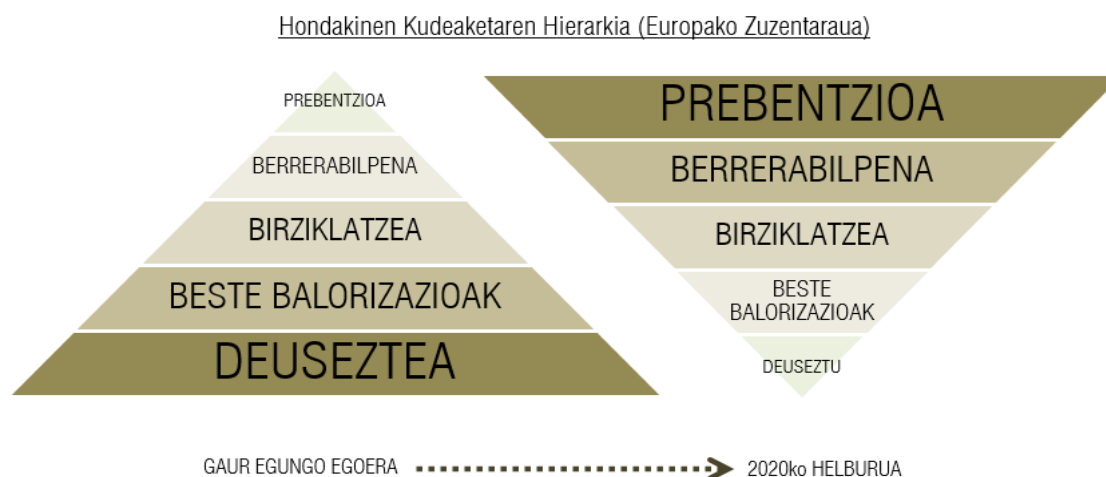 Hondakinen Kudeaketaren Hierarkia (Europako Zuzentaraua)
PREBENTZIOA
BERRERABILPENA
BIRZIKLATZEA
BESTE BALORIZAZIOAK
DEUSEZTEA
PREBENTZIOA
BERRERABILPENA
BIRZIKLATZEA
BESTE
BALORIZAZIOAK
DEUSEZTU
GAUR EGUNGO EGOERA
2020ko HELBURUA